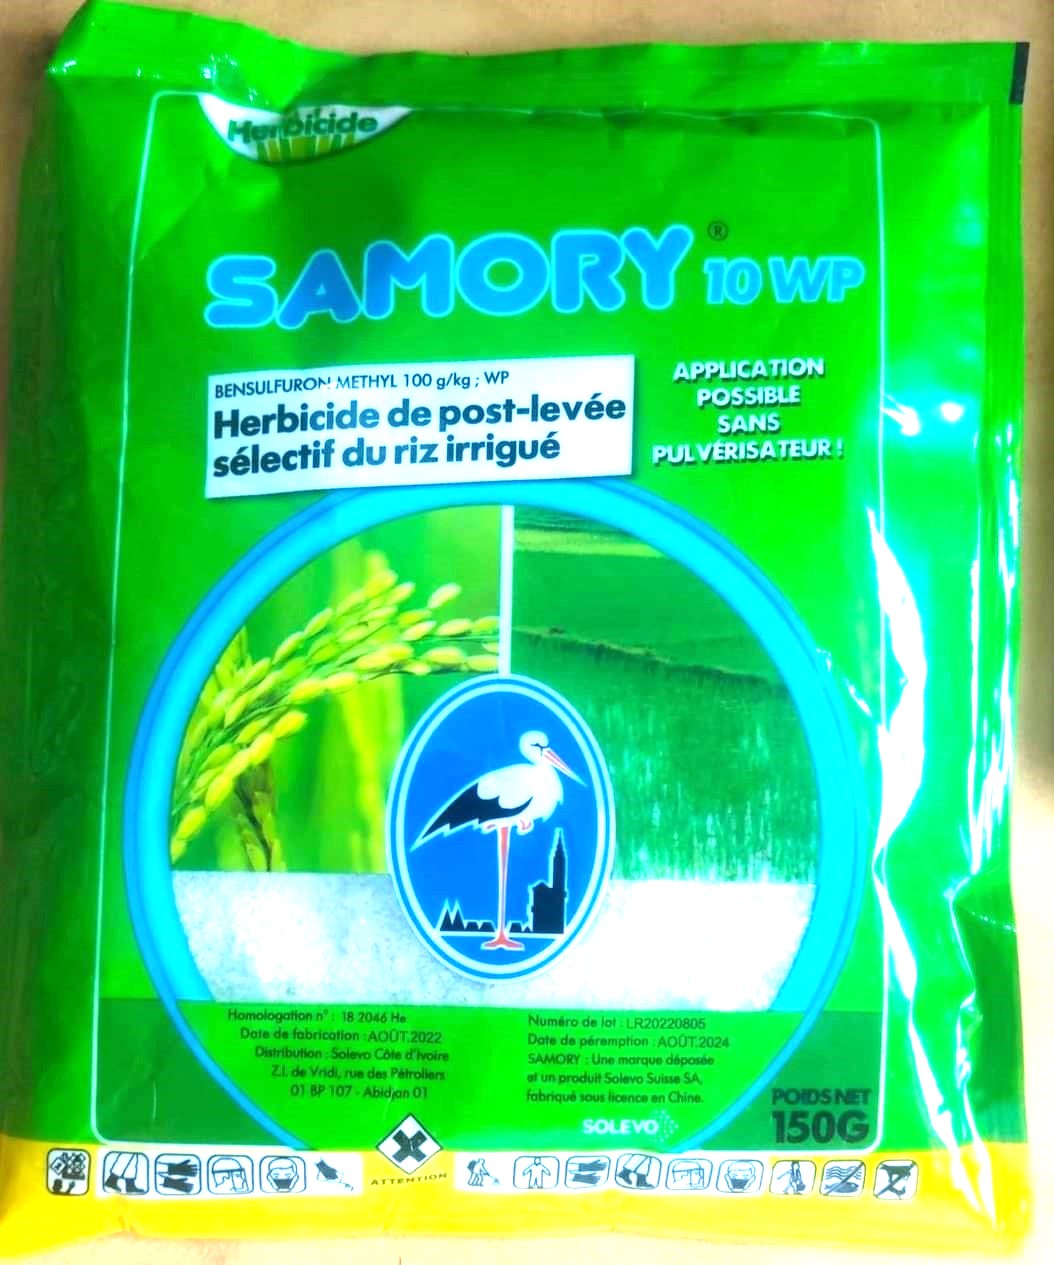 Herbicide
SAMORY ® 10 WP
BENSULFURON METHYL 100 g/kg ; WP
Herbicide de post-levée
sélectif du riz irrigué
APPLICATION
POSSIBLE
SANS
PULVÉRISATEUR !
Homologation n° : 18 2046 He
Date de fabrication : AOÛT.2022
Distribution : Solevo Côte d'Ivoire
Z.I. de Vridi, rue des Pétroliers
01 BP 107 - Abidjan 01
Numéro de lot : LR20220805
Date de péremption : AOÛT.2024
SAMORY : Une marque déposée
et un produit Solevo Suisse SA,
fabriqué sous licence en Chine.
SOLEVO
POIDS NET
150G
ATTENTION